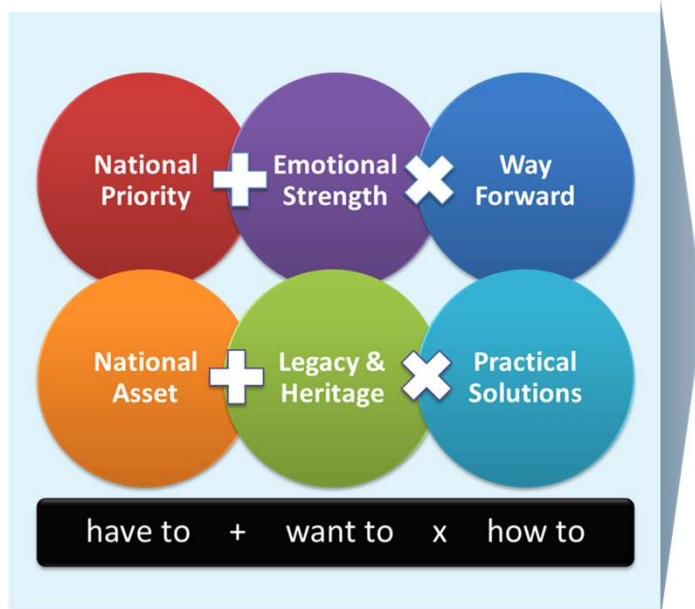 National
Priority
+
Emotional
Strength
×
Way
Forward
National
Asset
+
Legacy &
Heritage
×
Practical
Solutions
have to + want to x how to